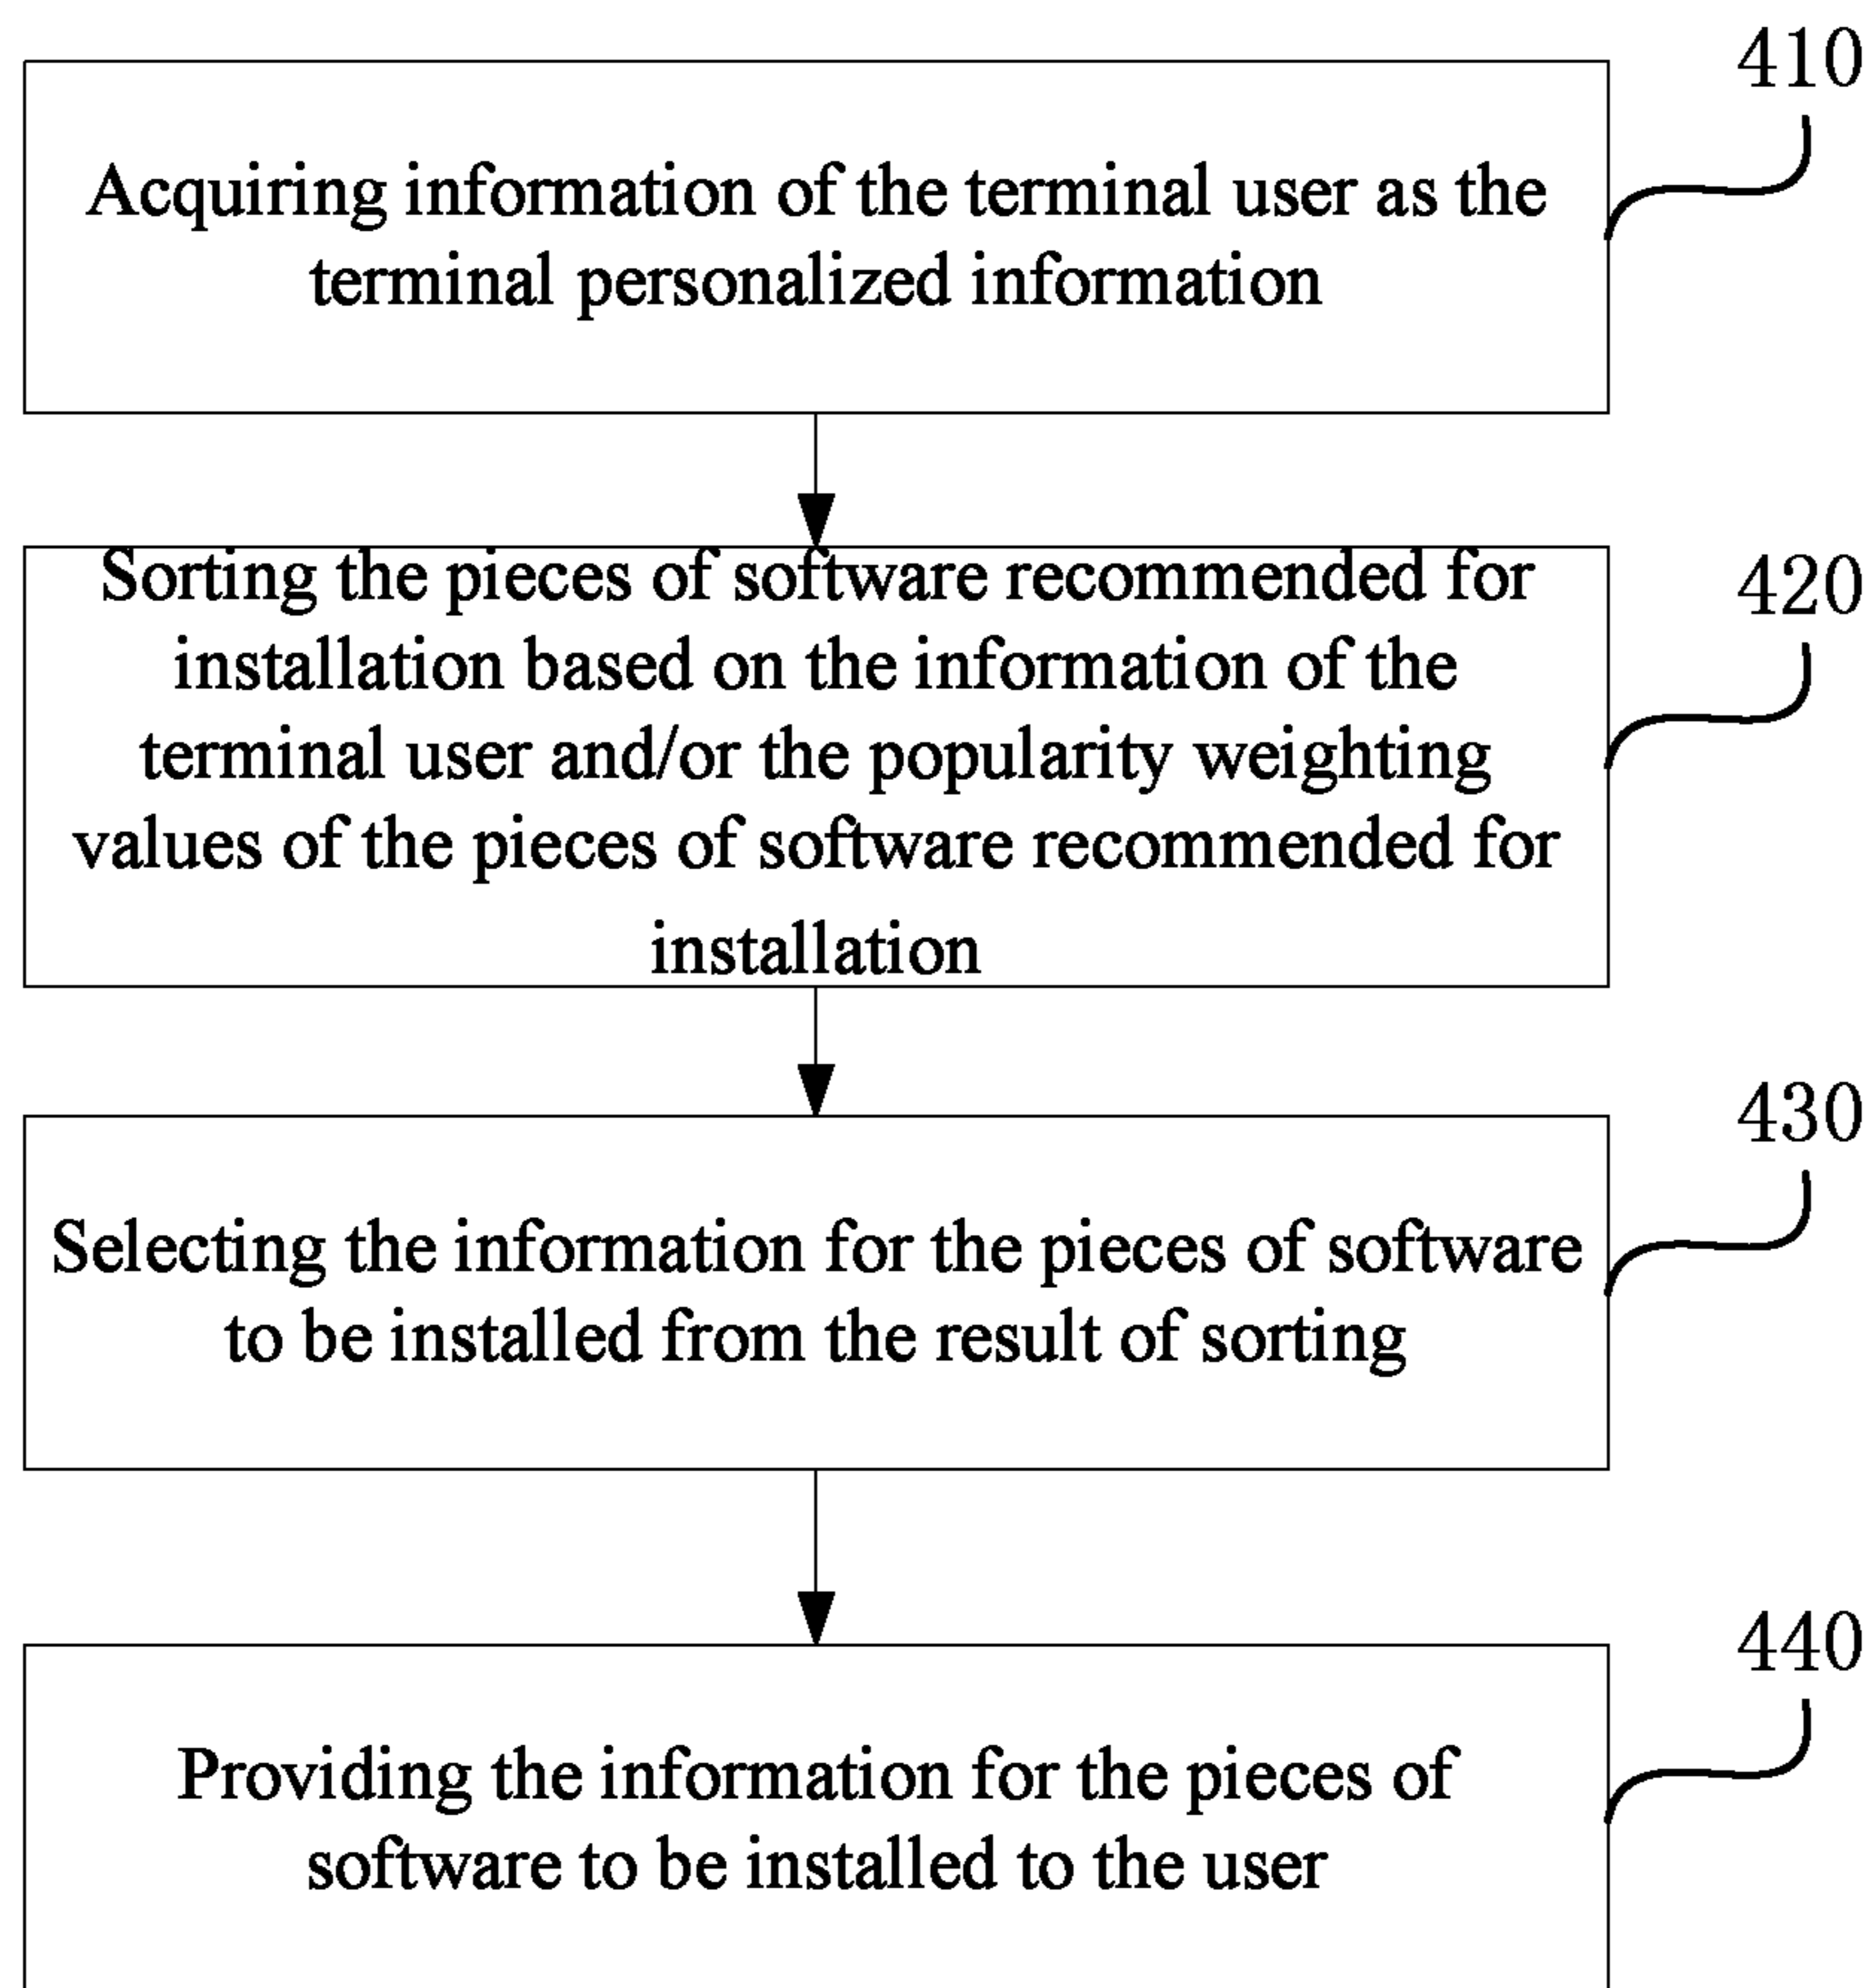 410
Acquiring information of the terminal user as the
terminal personalized information
420
Sorting the pieces of software recommended for
installation based on the information of the
terminal user and/or the popularity weighting
values of the pieces of software recommended for
installation
430
Selecting the information for the pieces of software
to be installed from the result of sorting
440
Providing the information for the pieces of
software to be installed to the user